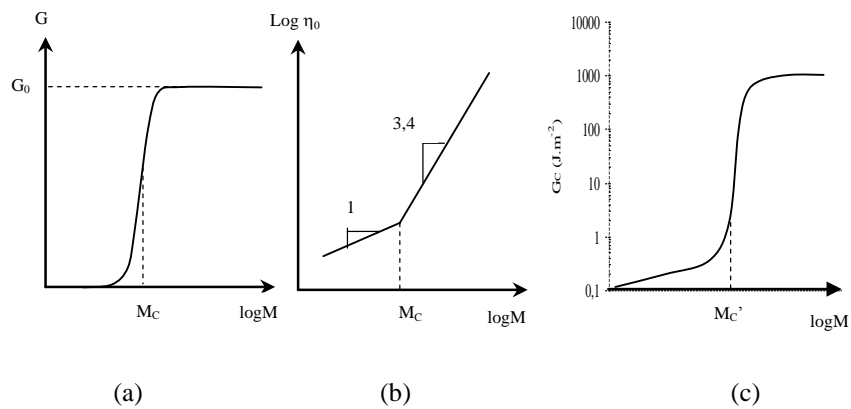 G
G₀
M_C
logM
(a)
Log η₀
3,4
1
M_C
logM
(b)
Gc (J.m⁻²)
10000
1000
100
10
1
0,1
M_C’
logM
(c)